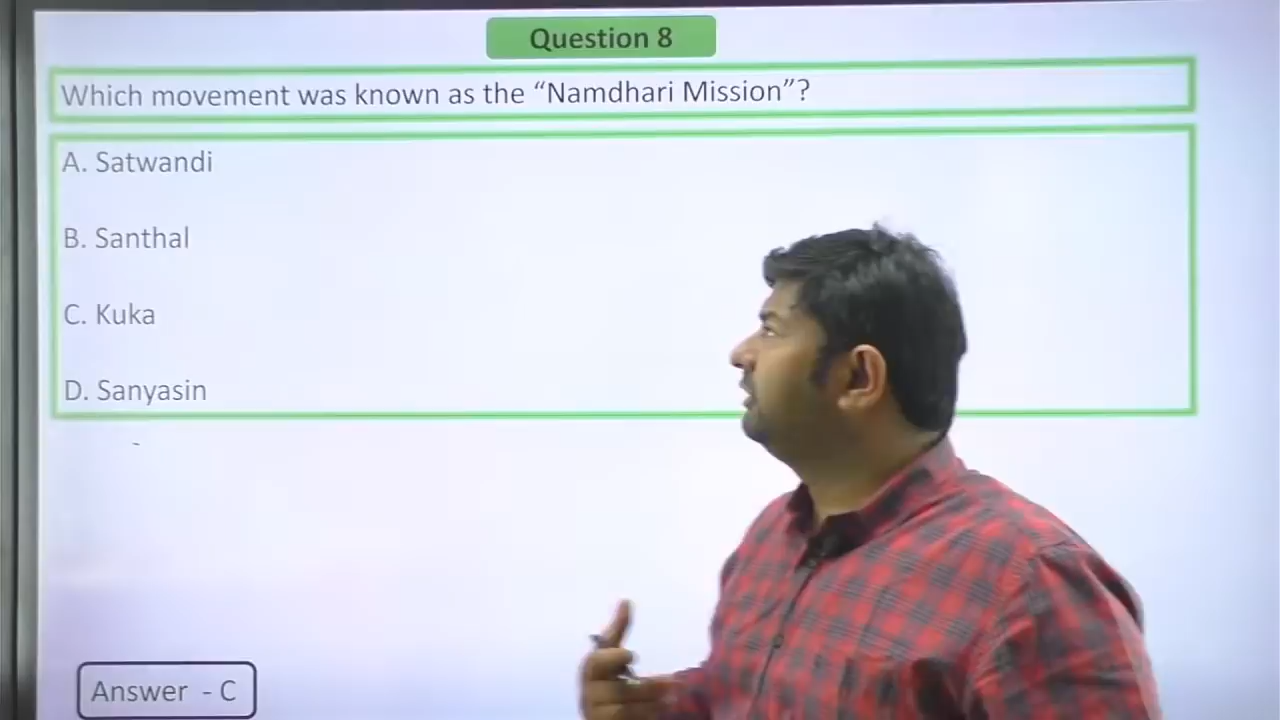 Question 8
Which movement was known as the “Namdhari Mission”?
A. Satwandi
B. Santhal
C. Kuka
D. Sanyasin
Answer - C